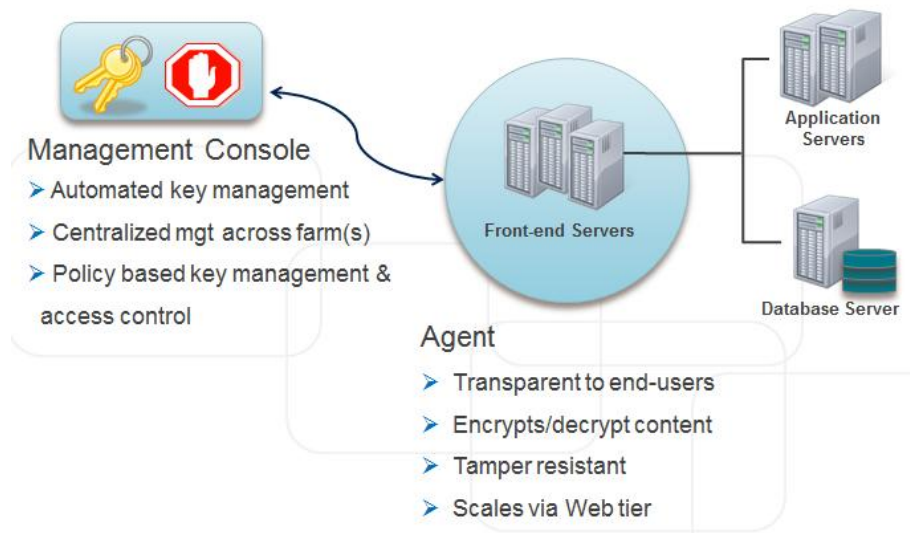 Management Console
➢ Automated key management
➢ Centralized mgt across farm(s)
➢ Policy based key management &
access control
Front-end Servers
Application
Servers
Database Server
Agent
➢ Transparent to end-users
➢ Encrypts/decrypt content
➢ Tamper resistant
➢ Scales via Web tier